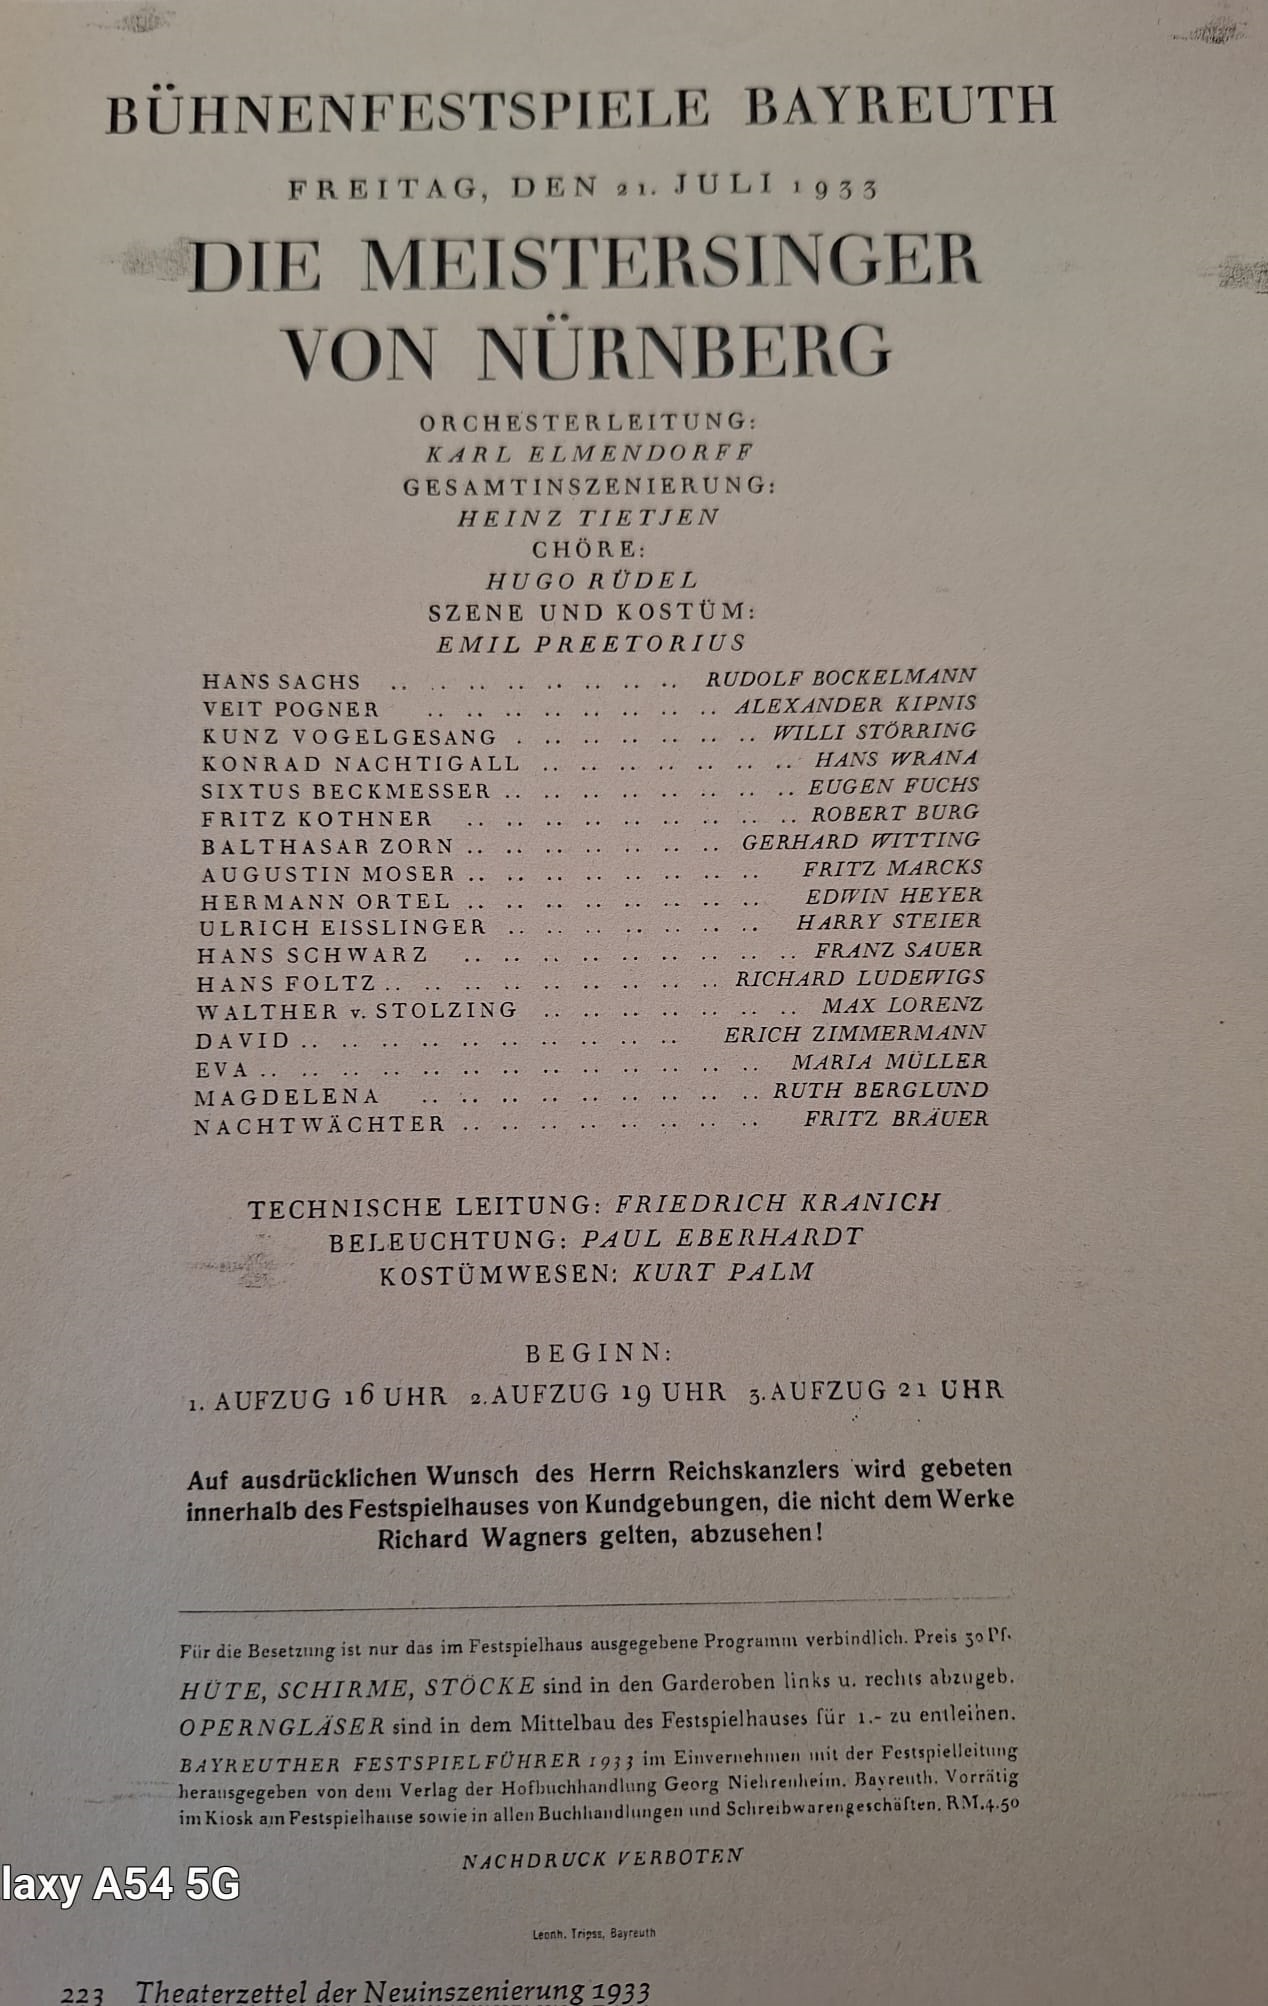 BÜHNENFESTSPIELE BAYREUTH
FREITAG, DEN 21. JULI 1933
DIE MEISTERSINGER
VON NÜRNBERG
ORCHESTERLEITUNG:
KARL ELMENDORFF
GESAMTINSZENIERUNG:
HEINZ TIETJEN
CHÖRE:
HUGO RÜDEL
SZENE UND KOSTÜM:
EMIL PREETORIUS
HANS SACHS .. .. .. .. .. .. .. .. RUDOLF BOCKELMANN
VEIT POGNER .. .. .. .. .. .. .. .. ALEXANDER KIPNIS
KUNZ VOGELGESANG . .. .. .. .. .. .. WILLI STÖRRING
KONRAD NACHTIGALL .. .. .. .. .. .. .. HANS WRANA
SIXTUS BECKMESSER .. .. .. .. .. .. .. .. EUGEN FUCHS
FRITZ KOTHNER .. .. .. .. .. .. .. .. .. ROBERT BURG
BALTHASAR ZORN .. .. .. .. .. .. .. GERHARD WITTING
AUGUSTIN MOSER .. .. .. .. .. .. .. .. FRITZ MARCKS
HERMANN ORTEL .. .. .. .. .. .. .. .. EDWIN HEYER
ULRICH EISSLINGER .. .. .. .. .. .. .. HARRY STEIER
HANS SCHWARZ .. .. .. .. .. .. .. .. .. FRANZ SAUER
HANS FOLTZ .. .. .. .. .. .. .. .. .. RICHARD LUDEWIGS
WALTHER v. STOLZING .. .. .. .. .. .. .. MAX LORENZ
DAVID .. .. .. .. .. .. .. .. .. .. ERICH ZIMMERMANN
EVA .. .. .. .. .. .. .. .. .. .. .. .. .. MARIA MÜLLER
MAGDELENA .. .. .. .. .. .. .. .. .. RUTH BERGLUND
NACHTWÄCHTER .. .. .. .. .. .. .. .. FRITZ BRÄUER
TECHNISCHE LEITUNG: FRIEDRICH KRANICH
BELEUCHTUNG: PAUL EBERHARDT
KOSTÜMWESEN: KURT PALM
BEGINN:
1. AUFZUG 16 UHR 2. AUFZUG 19 UHR 3. AUFZUG 21 UHR
Auf ausdrücklichen Wunsch des Herrn Reichskanzlers wird gebeten
innerhalb des Festspielhauses von Kundgebungen, die nicht dem Werke
Richard Wagners gelten, abzusehen!
Für die Besetzung ist nur das im Festspielhaus ausgegebene Programm verbindlich. Preis 30 Pf.
HÜTE, SCHIRME, STÖCKE sind in den Garderoben links u. rechts abzugeb.
OPERNGLÄSER sind in dem Mittelbau des Festspielhauses für 1.- zu entleihen.
BAYREUTHER FESTSPIELFÜHRER 1933 im Einvernehmen mit der Festspielleitung
herausgegeben von dem Verlag der Hofbuchhandlung Georg Niehrenheim, Bayreuth. Vorrätig
im Kiosk am Festspielhause sowie in allen Buchhandlungen und Schreibwarengeschäften. RM.4.50
NACHDRUCK VERBOTEN
laxy A54 5G
Leonh. Tripss, Bayreuth
223 Theaterzettel der Neuinszenierung 1933